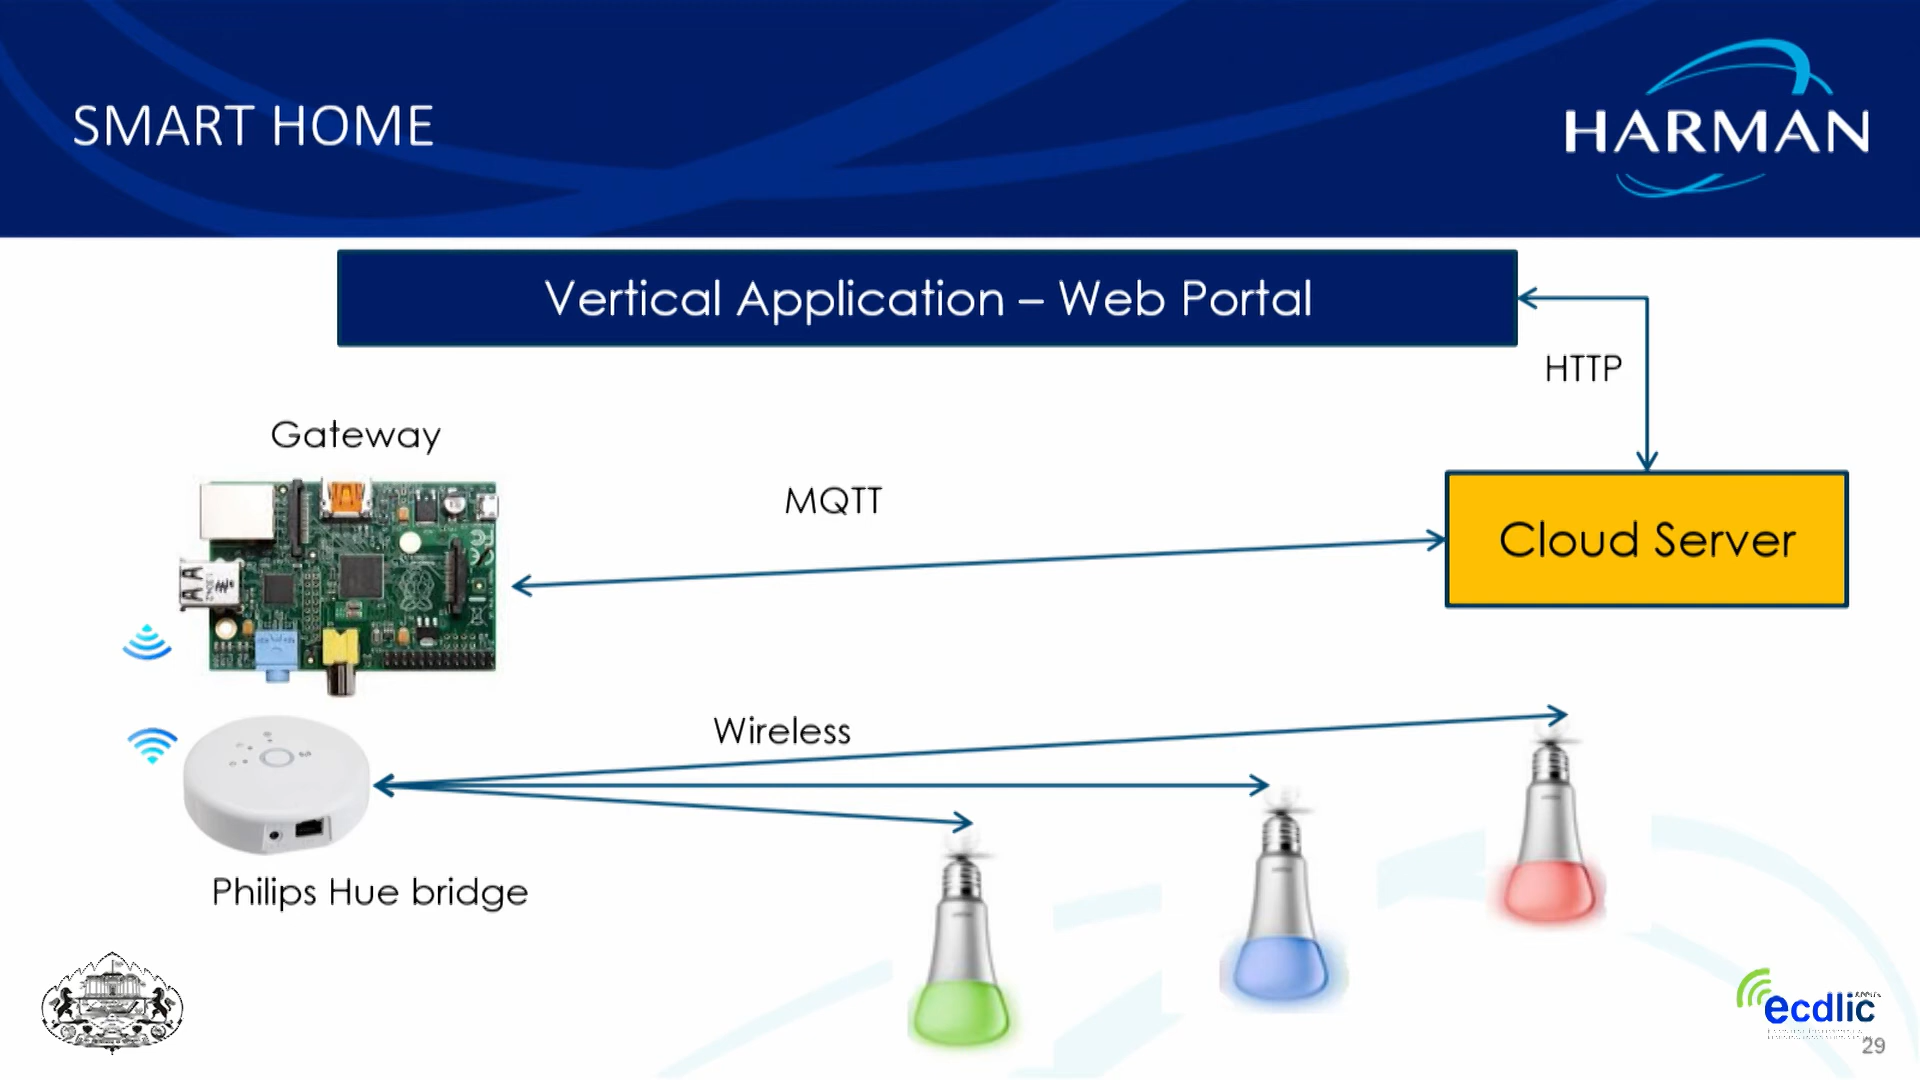 SMART HOME
HARMAN
Vertical Application – Web Portal
HTTP
Gateway
MQTT
Cloud Server
Wireless
Philips Hue bridge
ecdlic
29